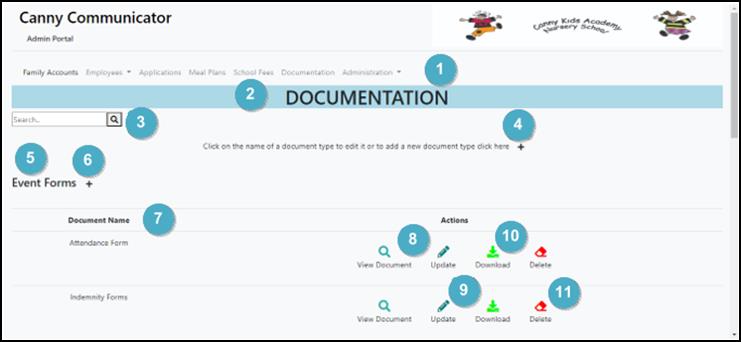 Canny Communicator
Admin Portal
Canny Kids Academy
Nursery School
Family Accounts Employees Applications Meal Plans School Fees Documentation Administration
1
2
DOCUMENTATION
Search..
3
4
Click on the name of a document type to edit it or to add a new document type click here +
5
6
Event Forms +
Document Name
7
Actions
Attendance Form
8
10
View Document Update Download Delete
Indemnity Forms
9
11
View Document Update Download Delete